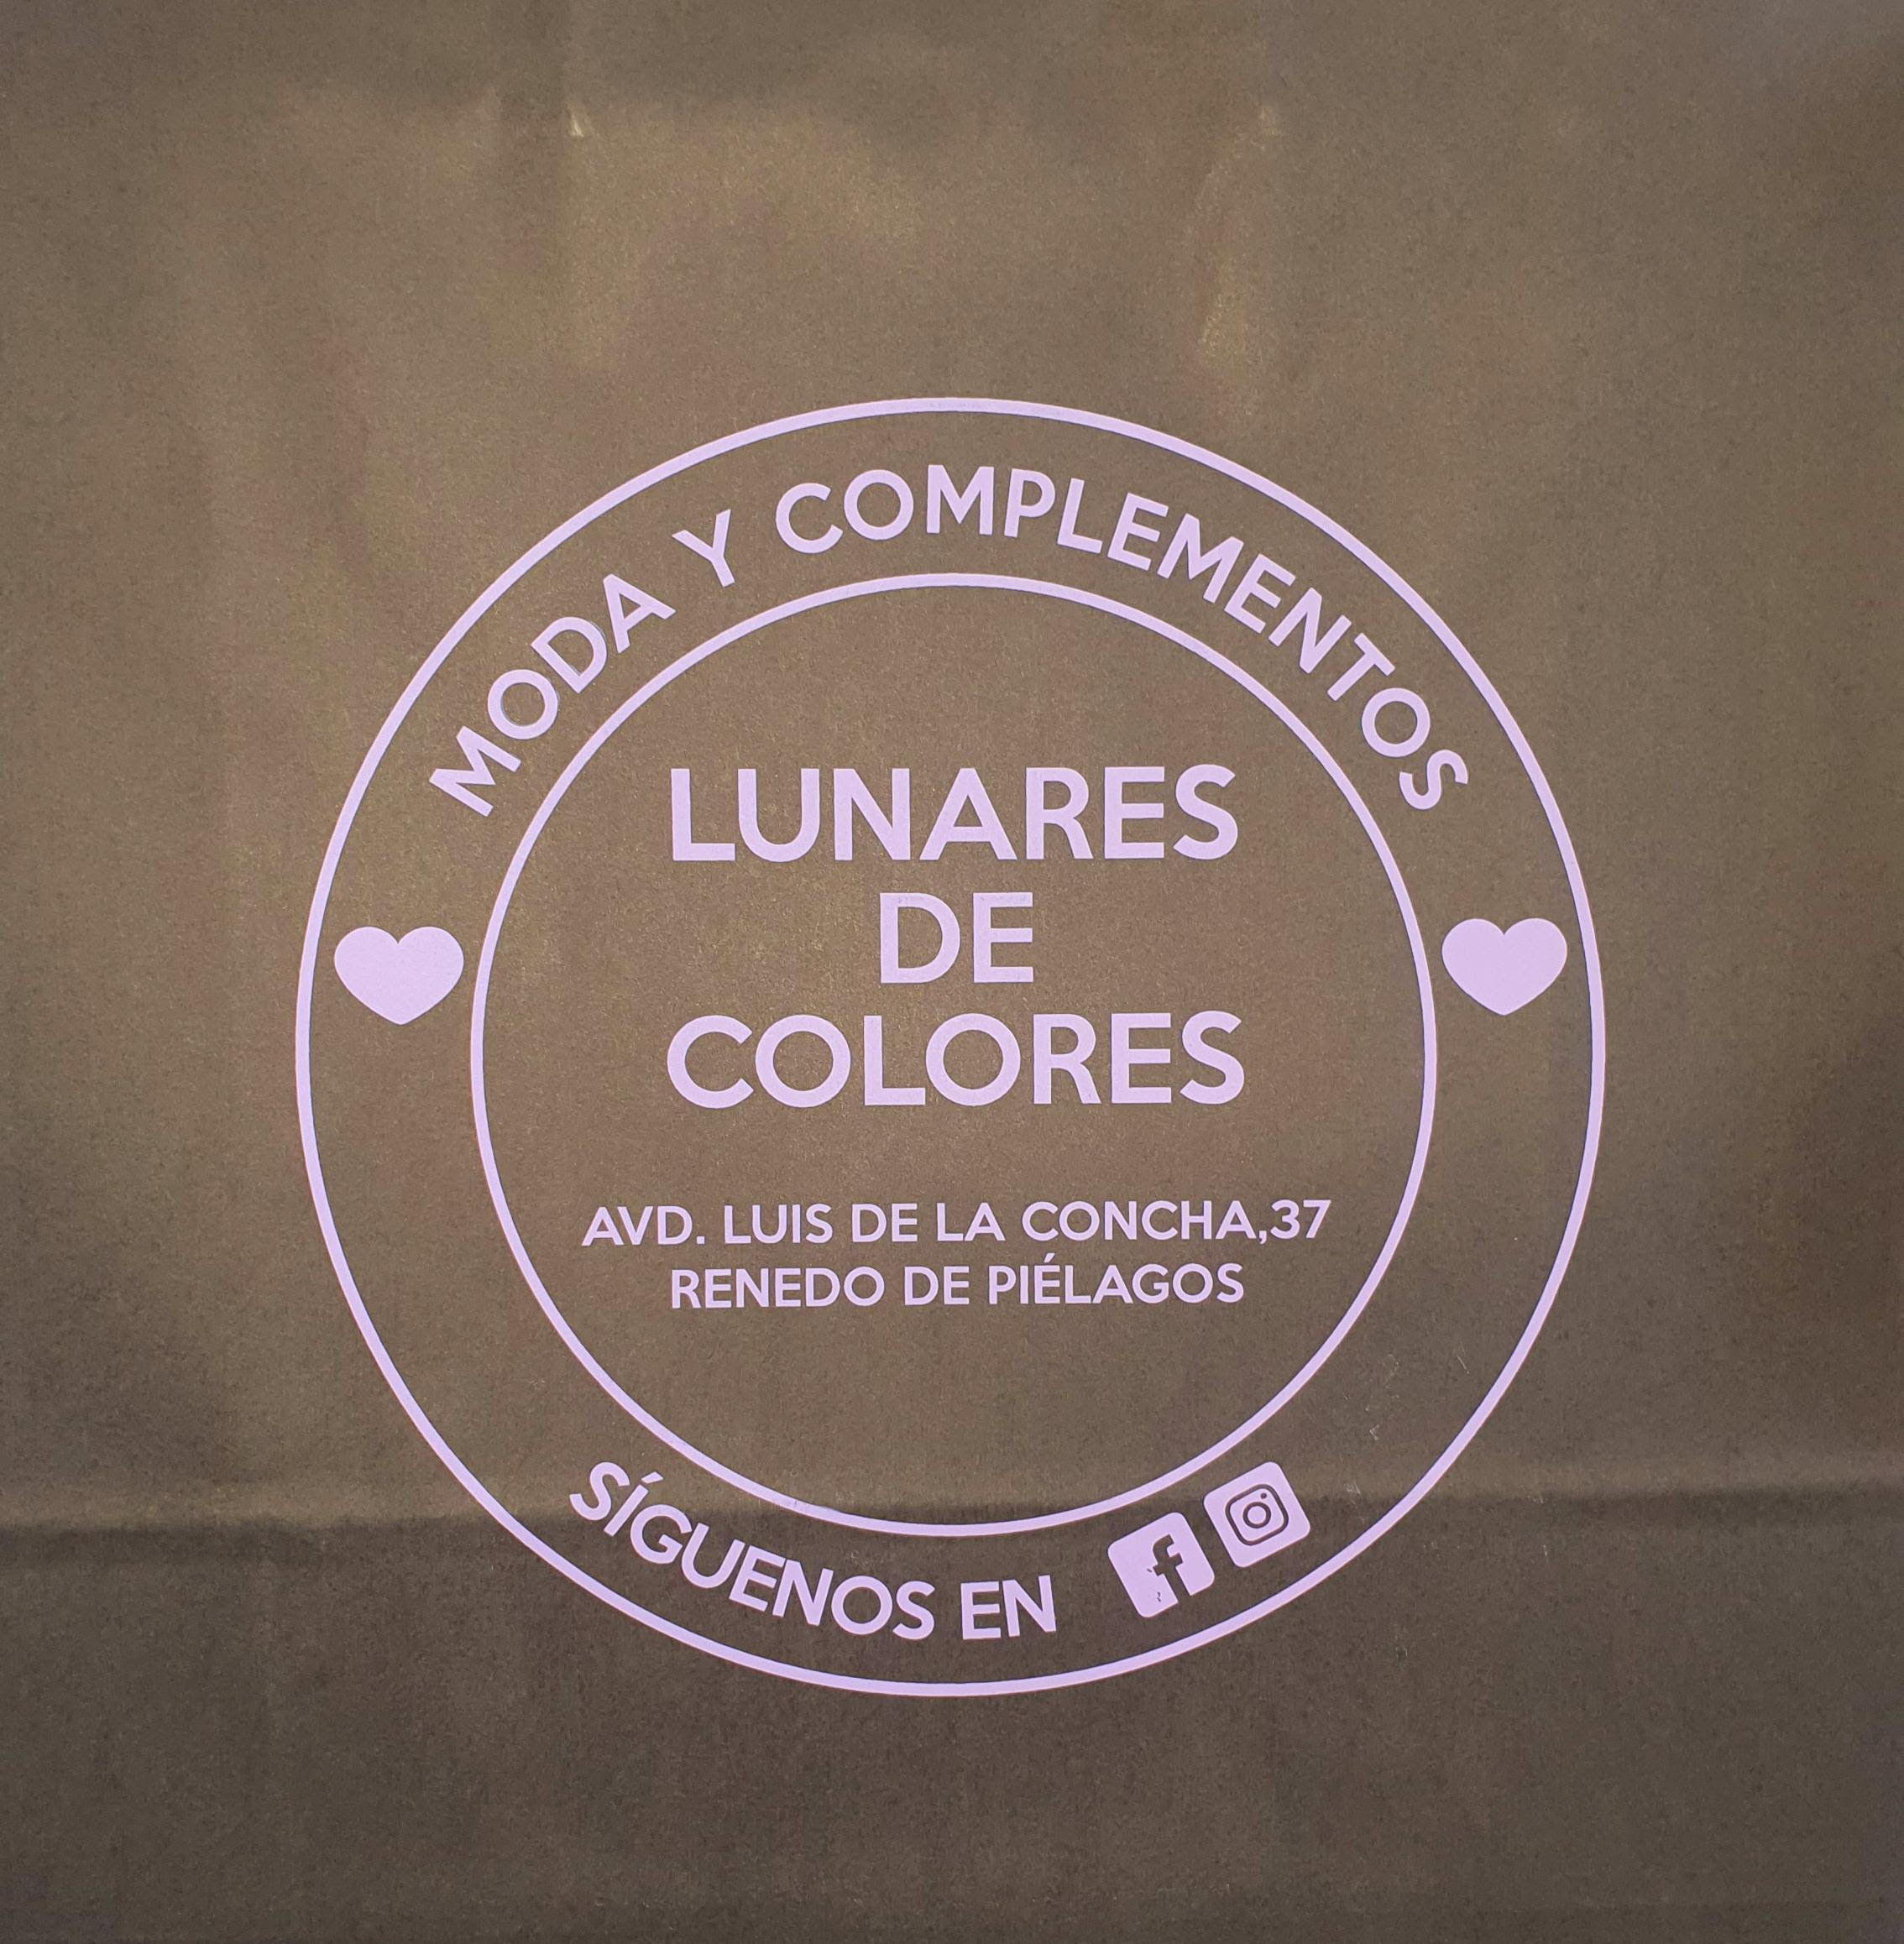 MODA Y COMPLEMENTOS
LUNARES
DE
COLORES
AVD. LUIS DE LA CONCHA,37
RENEDO DE PIÉLAGOS
SÍGUENOS EN